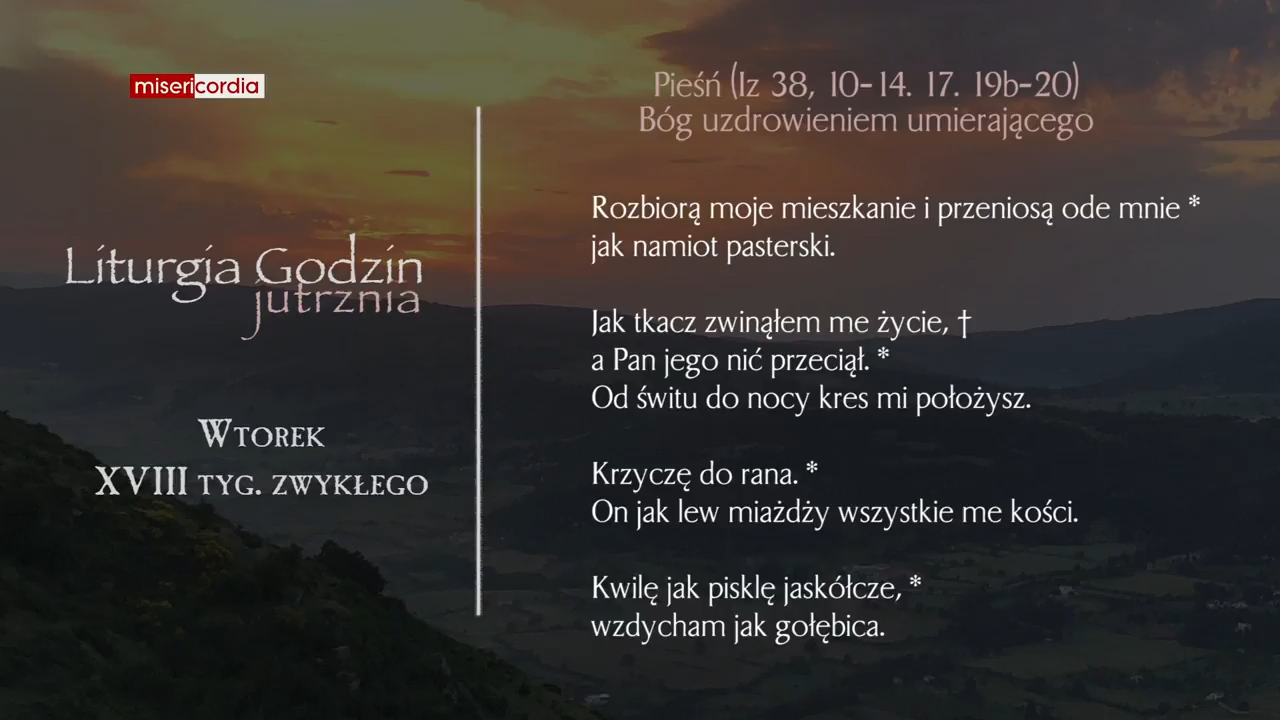 misericordia
Liturgia Godzin
jutrznia
Wtorek
XVIII tyg. zwykłego
Pieśń (Iz 38, 10-14. 17. 19b-20)
Bóg uzdrowieniem umierającego
Rozbiorą moje mieszkanie i przeniosą ode mnie *
jak namiot pasterski.
Jak tkacz zwinąłem me życie, †
a Pan jego nić przeciął. *
Od świtu do nocy kres mi położysz.
Krzyczę do rana. *
On jak lew miażdży wszystkie me kości.
Kwilę jak pisklę jaskółcze, *
wzdycham jak gołębica.